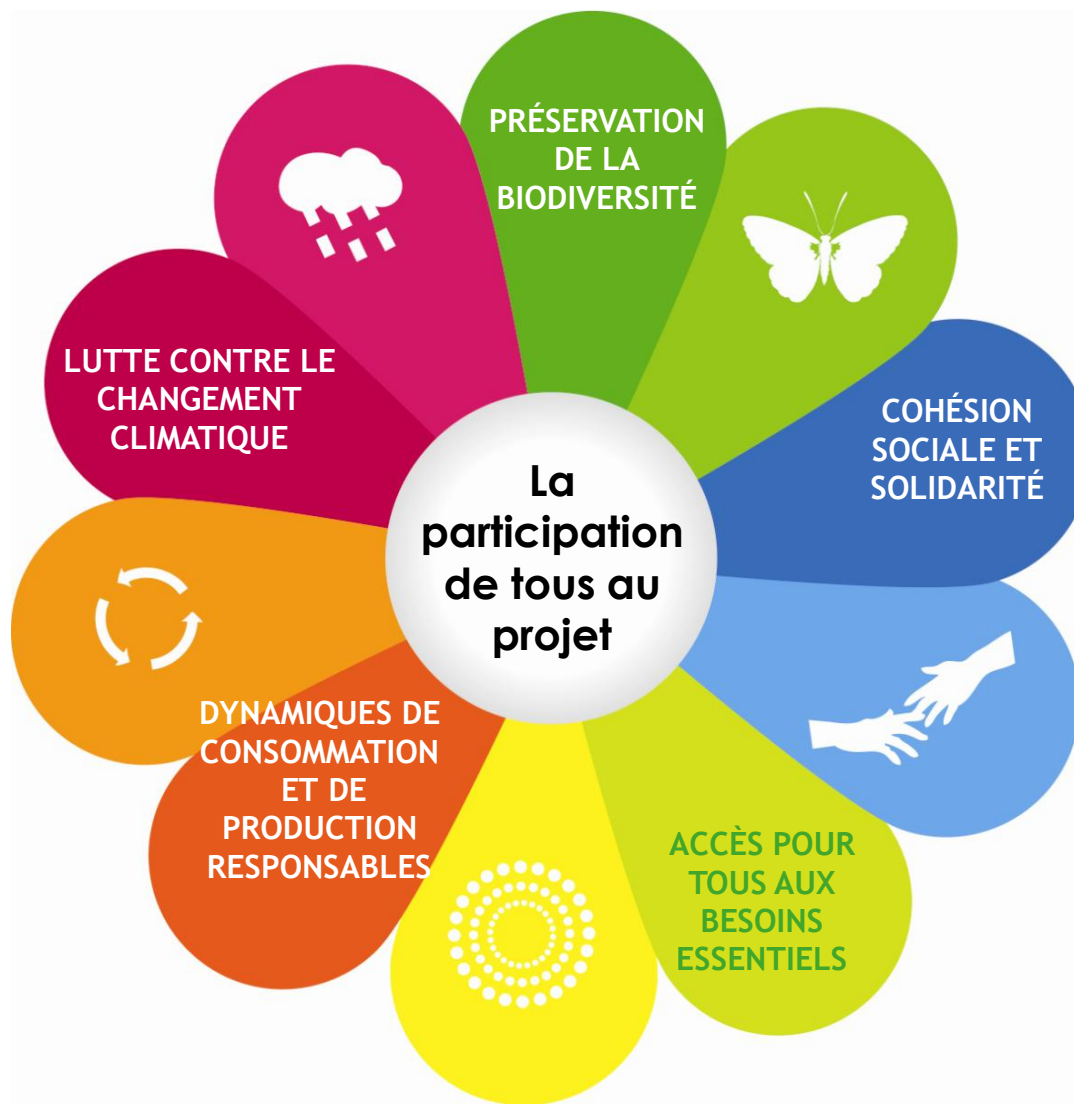 PRÉSERVATION
DE LA
BIODIVERSITÉ
LUTTE CONTRE LE
CHANGEMENT
CLIMATIQUE
COHÉSION
SOCIALE ET
SOLIDARITÉ
La
participation
de tous au
projet
DYNAMIQUES DE
CONSOMMATION
ET DE
PRODUCTION
RESPONSABLES
ACCÈS POUR
TOUS AUX
BESOINS
ESSENTIELS